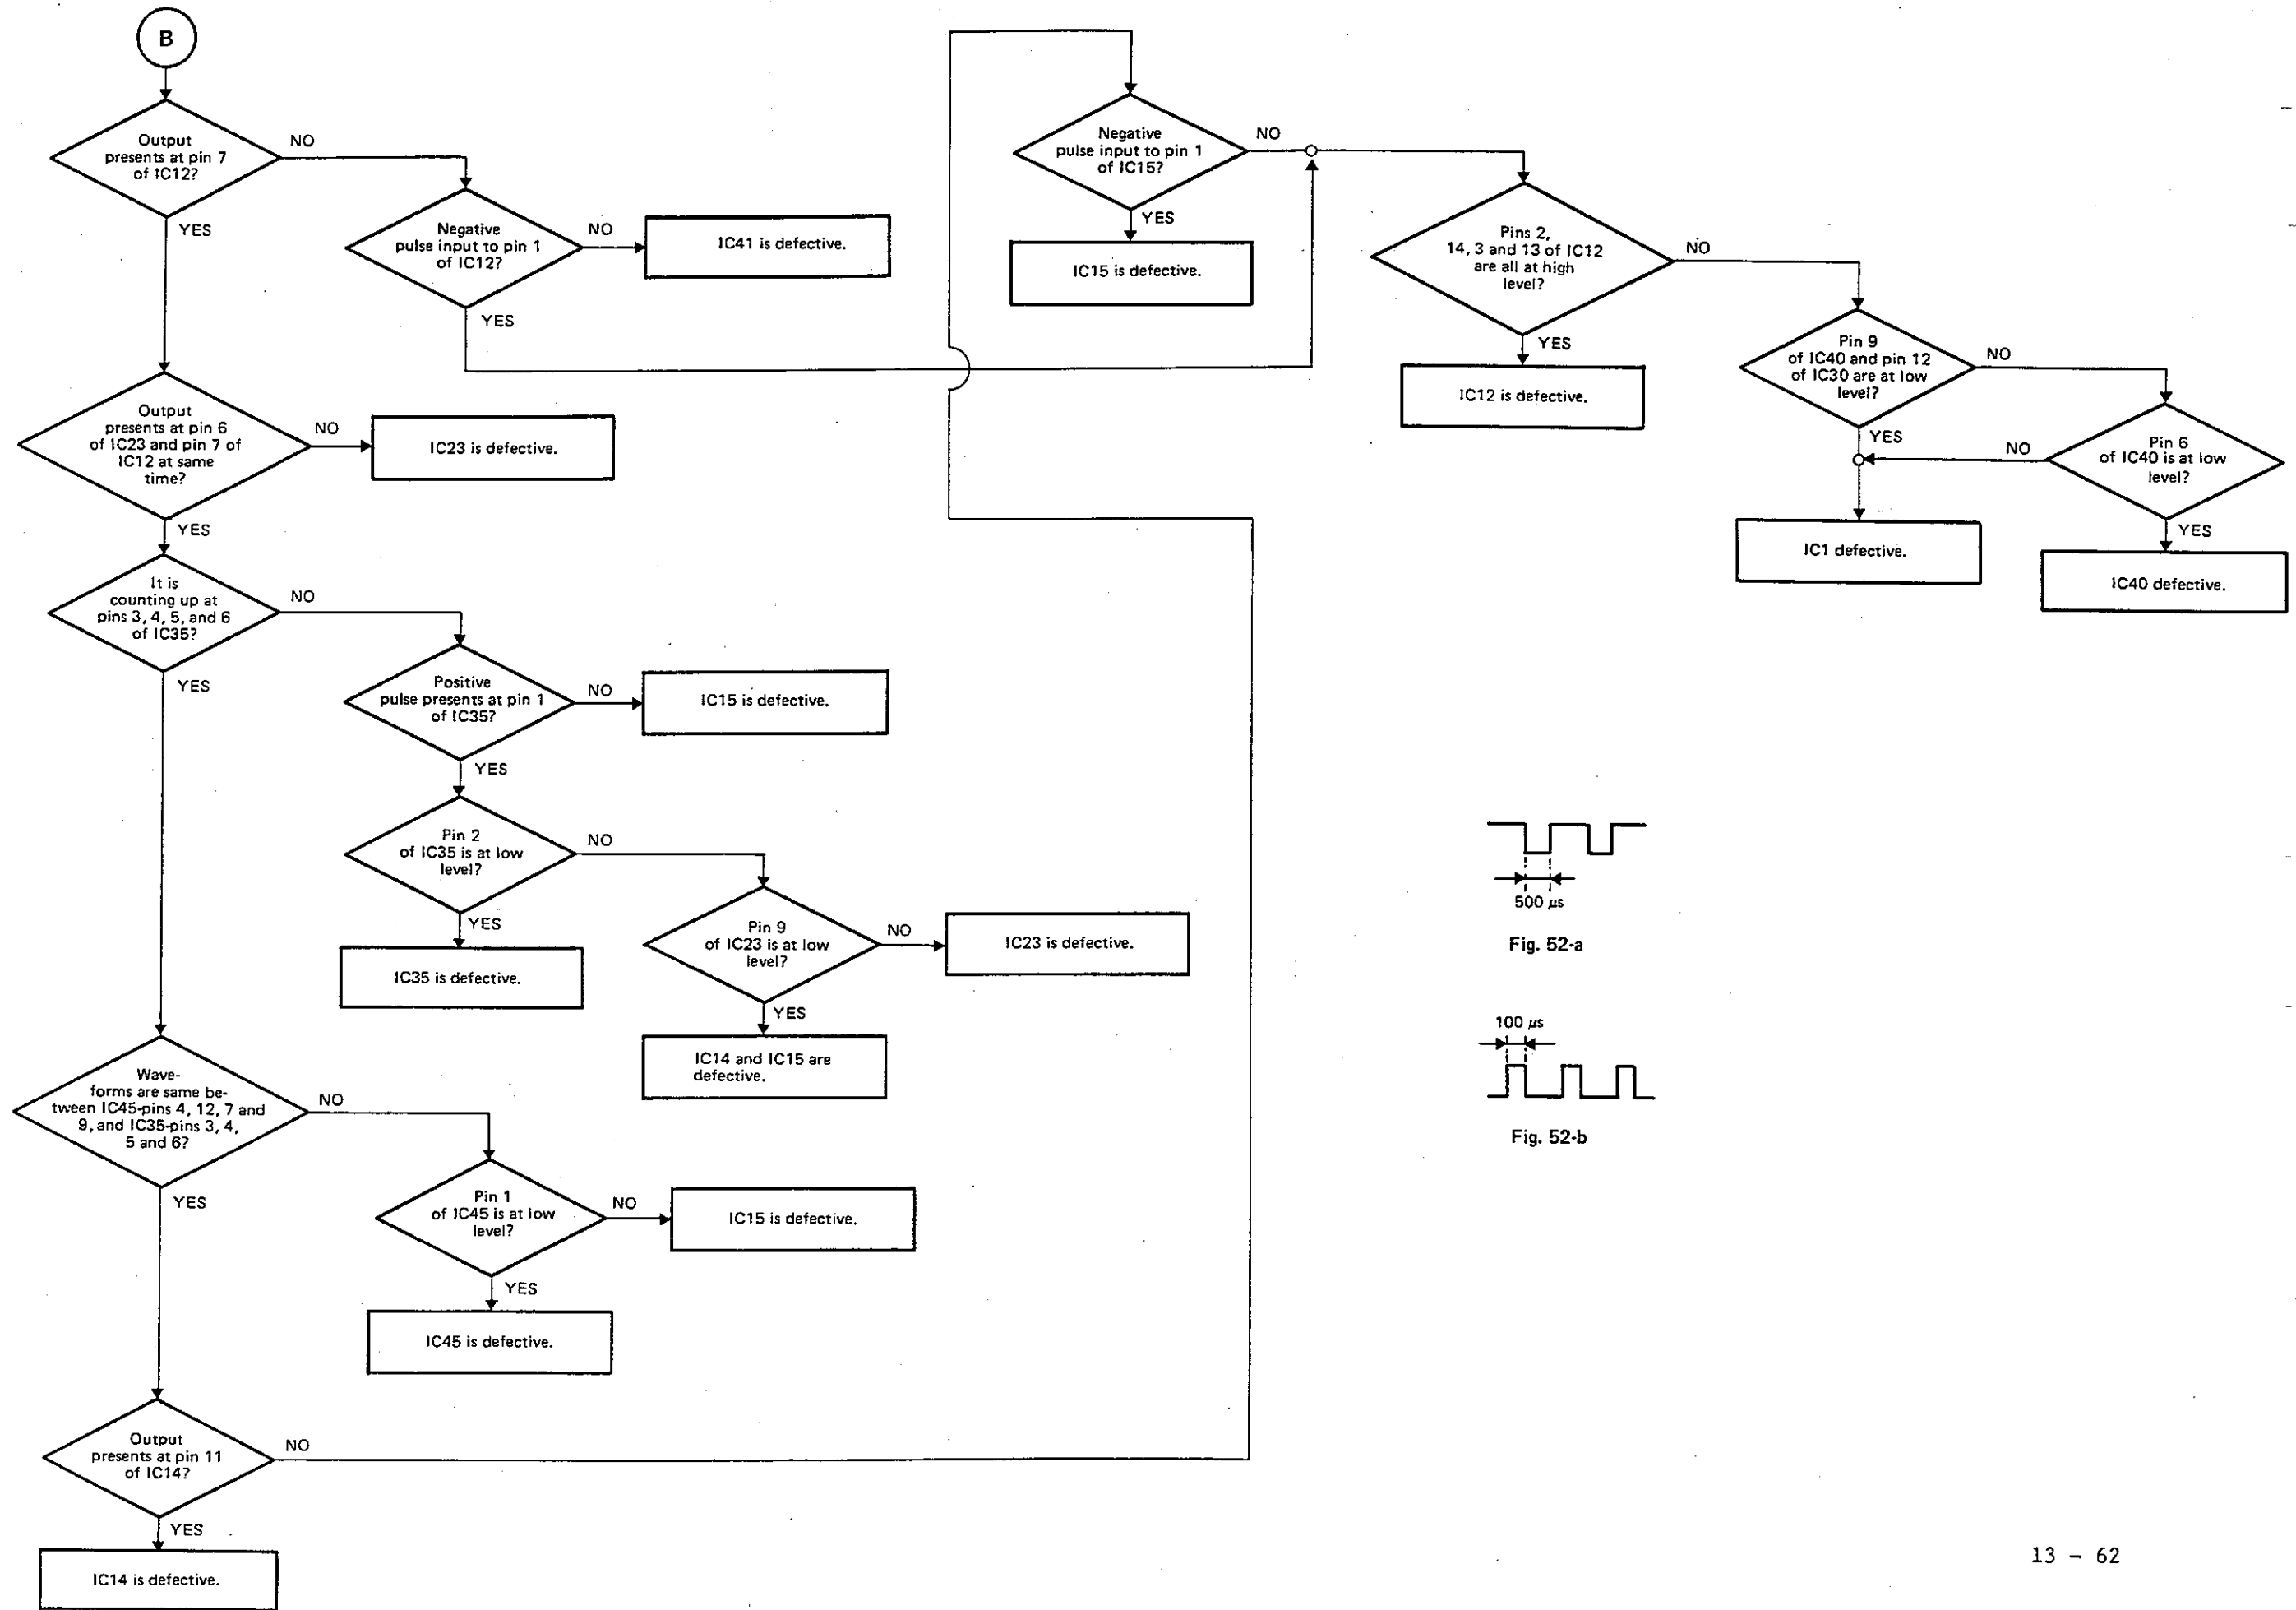 B
Output
presents at pin 7
of IC12?
NO
YES
Negative
pulse input to pin 1
of IC12?
NO
IC41 is defective.
YES
Output
presents at pin 6
of IC23 and pin 7 of
IC12 at same
time?
NO
IC23 is defective.
YES
It is
counting up at
pins 3, 4, 5, and 6
of IC35?
NO
YES
Positive
pulse presents at pin 1
of IC35?
NO
IC15 is defective.
YES
Pin 2
of IC35 is at low
level?
NO
YES
IC35 is defective.
Pin 9
of IC23 is at low
level?
NO
IC23 is defective.
YES
IC14 and IC15 are
defective.
Wave-
forms are same be-
tween IC45-pins 4, 12, 7 and
9, and IC35-pins 3, 4,
5 and 6?
NO
YES
Pin 1
of IC45 is at low
level?
NO
IC15 is defective.
YES
IC45 is defective.
Output
presents at pin 11
of IC14?
NO
YES
IC14 is defective.
Negative
pulse input to pin 1
of IC15?
NO
YES
IC15 is defective.
Pins 2,
14, 3 and 13 of IC12
are all at high
level?
NO
YES
IC12 is defective.
Pin 9
of IC40 and pin 12
of IC30 are at low
level?
NO
YES
Pin 6
of IC40 is at low
level?
NO
YES
IC1 defective.
IC40 defective.
500 µs
Fig. 52-a
100 µs
Fig. 52-b
13 - 62